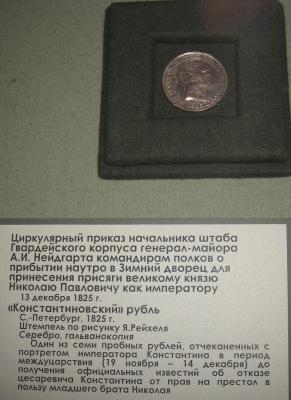 Циркулярный приказ начальника штаба
Гвардейского корпуса генерал-майора
А.И. Нейдгарта командирам полков о
прибытии наутро в Зимний дворец для
принесения присяги великому князю
Николаю Павловичу как императору
13 декабря 1825 г.
«Константиновский» рубль
С.-Петербург, 1825 г.
Штемпель по рисунку Я.Рейхеля
Серебро, гальванокопия
Один из семи пробных рублей, отчеканенных с
портретом императора Константина в период
междуцарствия (19 ноября – 14 декабря) до
получения официальных известий об отказе
цесаревича Константина от прав на престол в
пользу младшего брата Николая